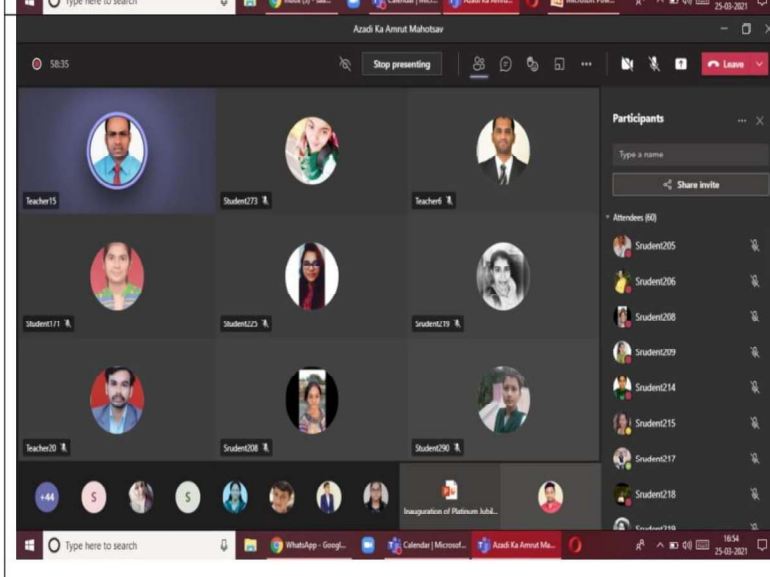 Type here to search
Calendar | Micr...
Azadi Ka Amrut Mahotsav
58:35
Stop presenting
Leave
Participants
Type a name
Share invite
Attendees (60)
Teacher15
Student273
Teacher6
Srudent205
Srudent206
Student171
Student225
Srudent219
Srudent208
Srudent209
Srudent214
Teacher20
Srudent208
Student290
Srudent215
Srudent217
+44
S
S
Inauguration of Platinum Jubil...
Srudent218
Srudent219
Type here to search
WhatsApp - Googl...
Calendar | Microsof...
Azadi Ka Amrut Ma...
16:54
25-03-2021
25-03-2021